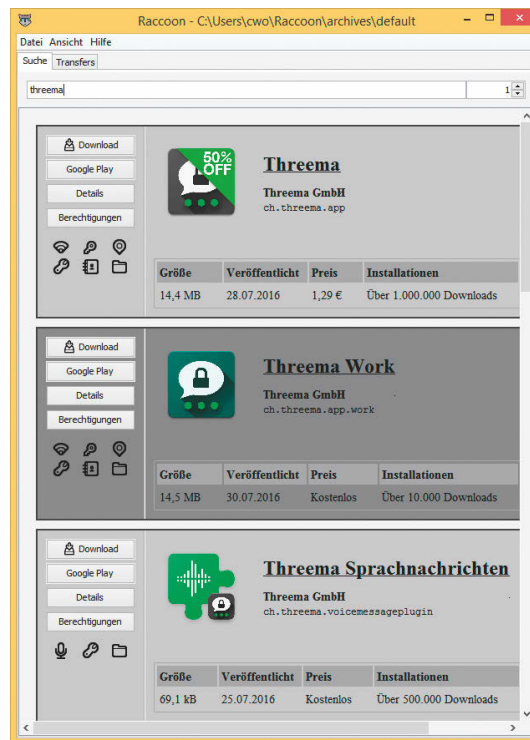 Raccoon - C:\Users\cwo\Raccoon\archives\default
Datei Ansicht Hilfe
Suche Transfers
threema 1
Download
Google Play
Details
Berechtigungen
50% OFF
Threema
Threema GmbH
ch.threema.app
Größe Veröffentlicht Preis Installationen
14,4 MB 28.07.2016 1,29 € Über 1.000.000 Downloads
Download
Google Play
Details
Berechtigungen
Threema Work
Threema GmbH
ch.threema.app.work
Größe Veröffentlicht Preis Installationen
14,5 MB 30.07.2016 Kostenlos Über 10.000 Downloads
Download
Google Play
Details
Berechtigungen
Threema Sprachnachrichten
Threema GmbH
ch.threema.voicemessageplugin
Größe Veröffentlicht Preis Installationen
69,1 kB 25.07.2016 Kostenlos Über 500.000 Downloads